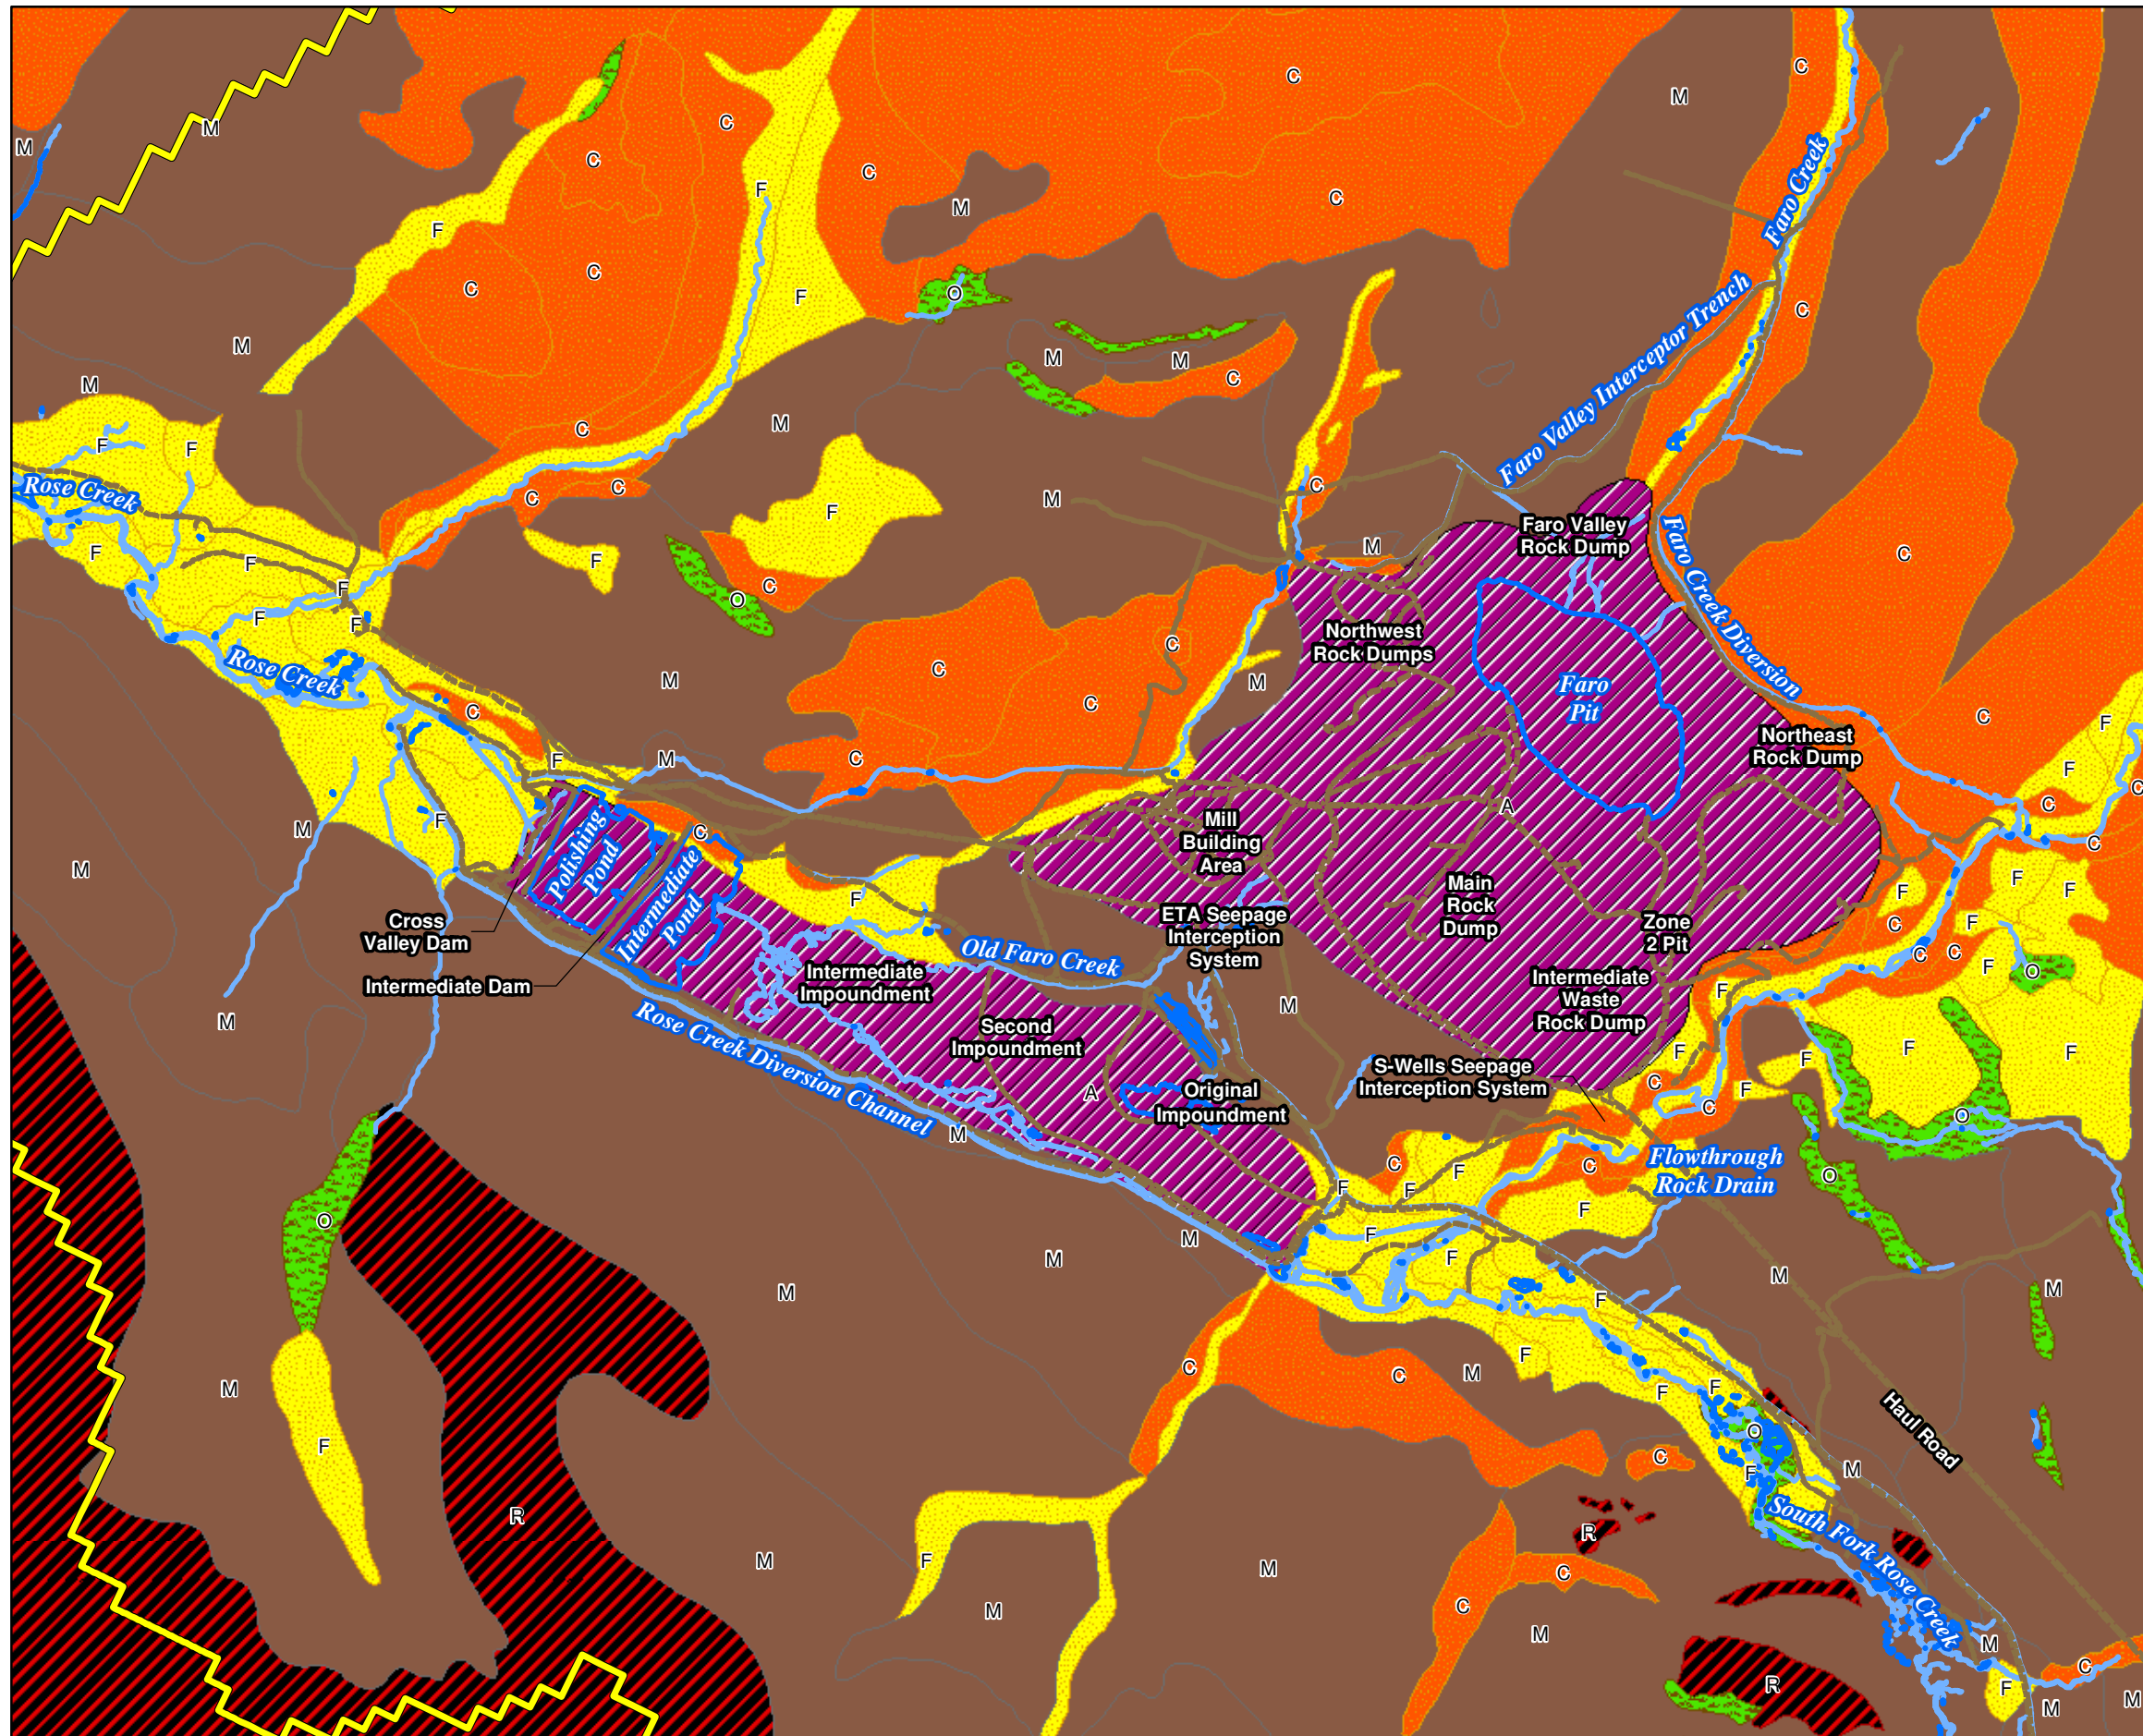 C
C
M
M
M
M
C
C
C
M
F
C
Faro Creek
F
C
C
F
O
C
Faro Valley Interceptor Trench
M
M
M
C
M
C
M
F
F
C
M
C
C
C
Rose Creek
M
F
Faro Valley
Rock Dump
F
F
F
M
C
Faro Creek Diversion
F
O
C
F
F
Northwest
Rock Dumps
C
Rose Creek
C
M
M
Faro
Pit
C
C
C
F
Northeast
Rock Dump
F
M
C
F
C
C
A
Polishing
Pond
Mill
Building
Area
M
F
C
C
M
Intermediate
Pond
F
Main
Rock
Dump
F
F
F
Cross
Valley Dam
ETA Seepage
Interception
System
Zone
2 Pit
C
F
C
C
Old Faro Creek
F
O
Intermediate Dam
Intermediate
Impoundment
Intermediate
Waste
Rock Dump
F
M
M
Rose Creek Diversion Channel
Second
Impoundment
F
F
F
F
S-Wells Seepage
Interception System
C
F
A
Original
Impoundment
C
O
M
Flowthrough
Rock Drain
C
F
C
O
F
F
F
O
M
F
M
F
M
M
M
F
C
C
M
F
F
F
M
Haul Road
O
F
C
F
M
R
R
South Fork Rose Creek
M
F
M
C
C
M
M
M
C
R
F
M
M